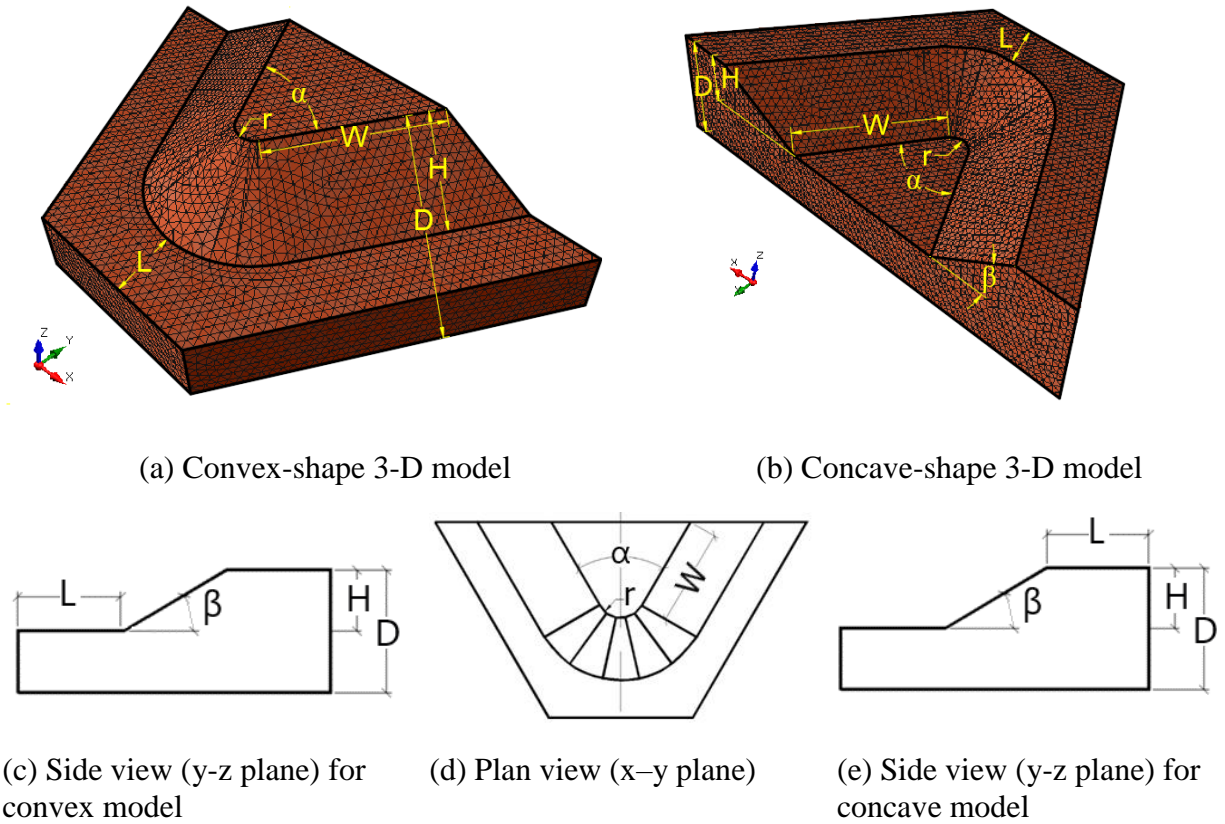 α
r
W
H
D
L
Z
Y
X
L
D
H
W
r
α
β
X
Z
Y
(a) Convex-shape 3-D model
(b) Concave-shape 3-D model
L
β
H
D
α
W
r
L
β
H
D
(c) Side view (y-z plane) for
convex model
(d) Plan view (x–y plane)
(e) Side view (y-z plane) for
concave model